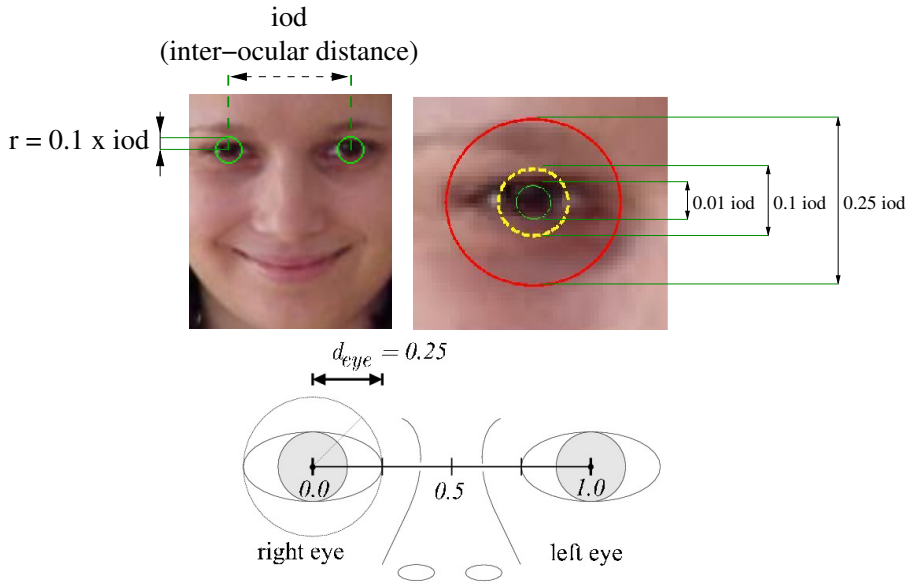 iod
(inter-ocular distance)
r = 0.1 x iod
0.01 iod
0.1 iod
0.25 iod
d_eye = 0.25
0.0
0.5
1.0
right eye
left eye